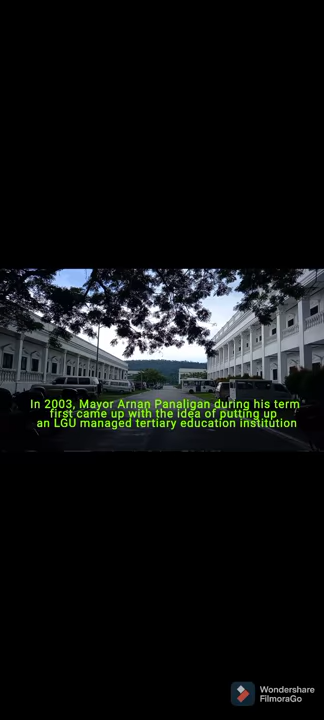 In 2003, Mayor Arnan Panaligan during his term
first came up with the idea of putting up
an LGU managed tertiary education institution
Wondershare
FilmoraGo